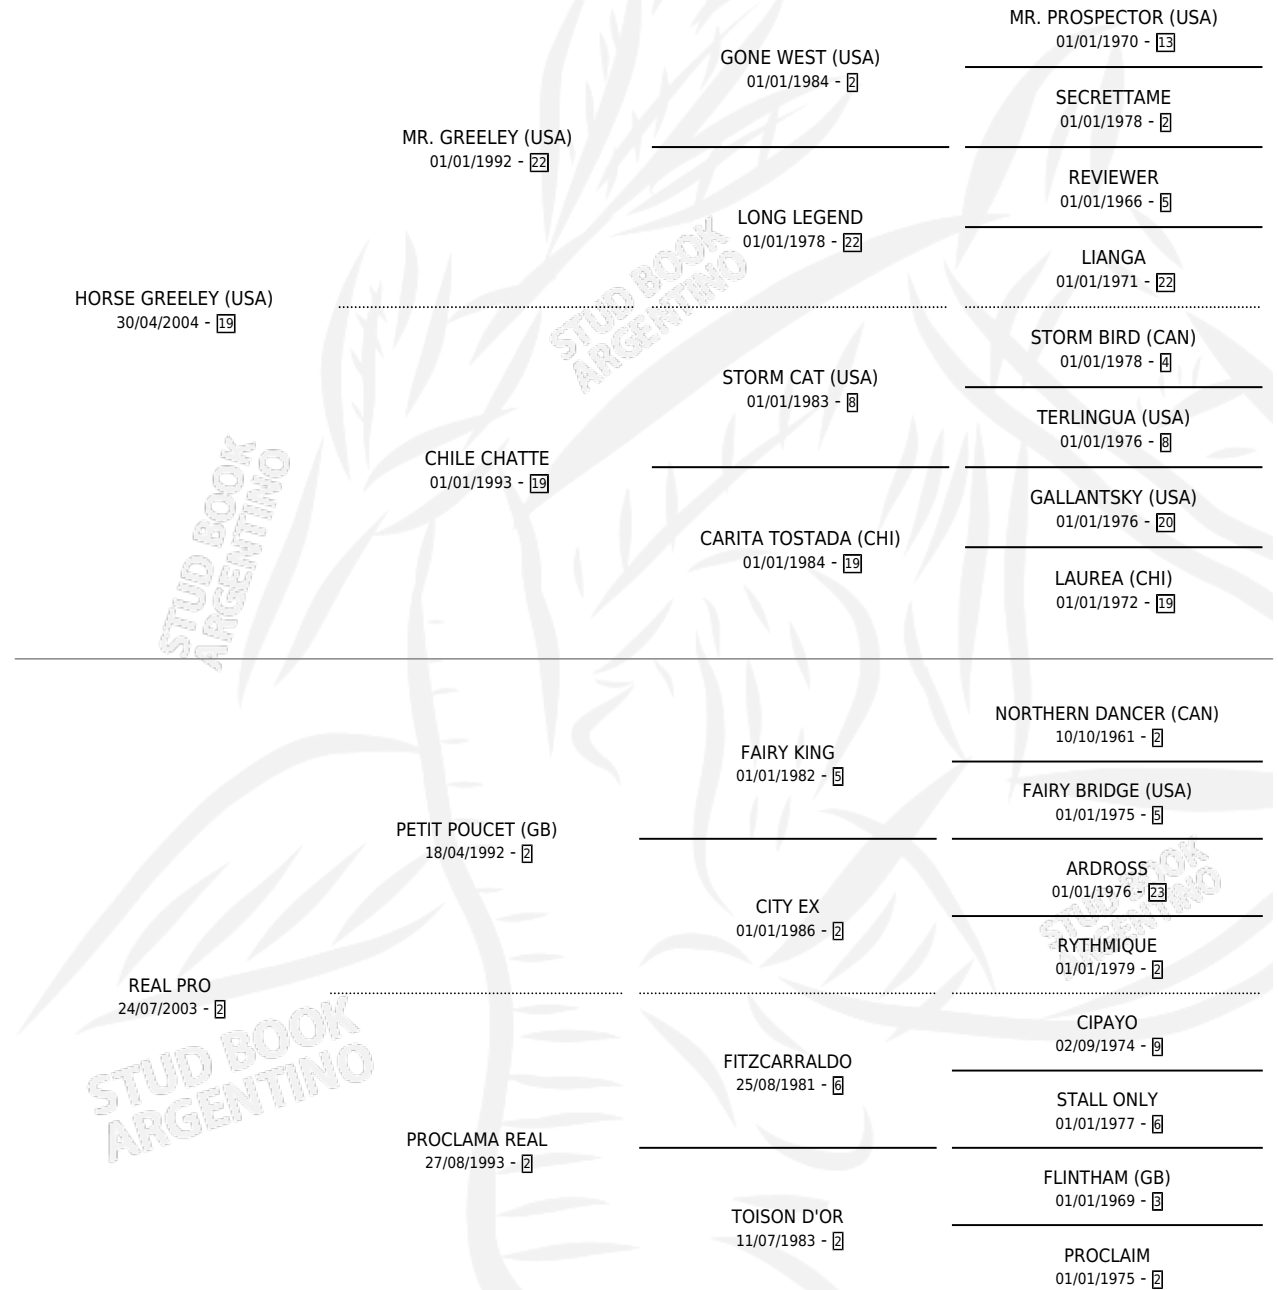 MR. PROSPECTOR (USA)
01/01/1970 - 13
GONE WEST (USA)
01/01/1984 - 2
SECRETTAME
01/01/1978 - 2
MR. GREELEY (USA)
01/01/1992 - 22
REVIEWER
01/01/1966 - 5
LONG LEGEND
01/01/1978 - 22
LIANGA
01/01/1971 - 22
HORSE GREELEY (USA)
30/04/2004 - 19
STORM BIRD (CAN)
01/01/1978 - 4
STORM CAT (USA)
01/01/1983 - 8
TERLINGUA (USA)
01/01/1976 - 8
CHILE CHATTE
01/01/1993 - 19
GALLANTSKY (USA)
01/01/1976 - 20
CARITA TOSTADA (CHI)
01/01/1984 - 19
LAUREA (CHI)
01/01/1972 - 19
NORTHERN DANCER (CAN)
10/10/1961 - 2
FAIRY KING
01/01/1982 - 5
FAIRY BRIDGE (USA)
01/01/1975 - 5
PETIT POUCET (GB)
18/04/1992 - 2
ARDROSS
01/01/1976 - 23
CITY EX
01/01/1986 - 2
RYTHMIQUE
01/01/1979 - 2
REAL PRO
24/07/2003 - 2
CIPAYO
02/09/1974 - 9
FITZCARRALDO
25/08/1981 - 6
STALL ONLY
01/01/1977 - 6
PROCLAMA REAL
27/08/1993 - 2
FLINTHAM (GB)
01/01/1969 - 3
TOISON D'OR
11/07/1983 - 2
PROCLAIM
01/01/1975 - 2
STUD BOOK
ARGENTINO
STUD BOOK
ARGENTINO
STUD BOOK
ARGENTINO
STUD BOOK
ARGENTINO